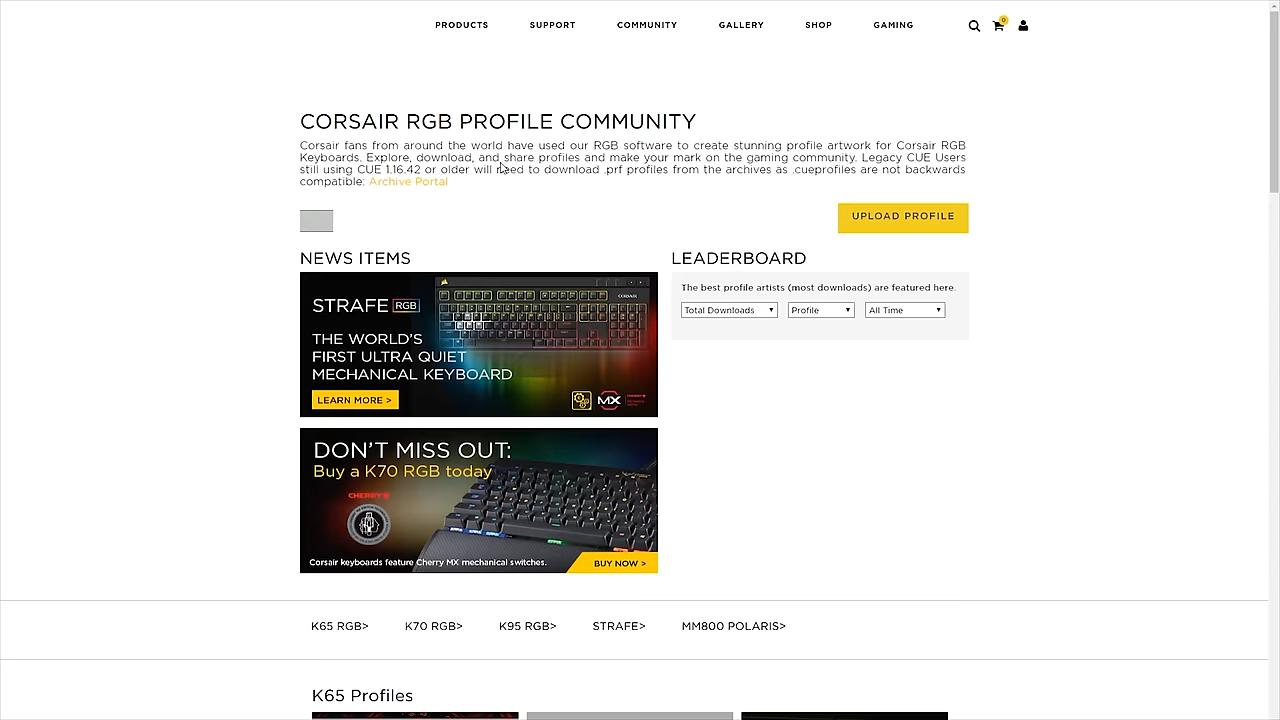 PRODUCTS SUPPORT COMMUNITY GALLERY SHOP GAMING 0
CORSAIR RGB PROFILE COMMUNITY
Corsair fans from around the world have used our RGB software to create stunning profile artwork for Corsair RGB
Keyboards. Explore, download, and share profiles and make your mark on the gaming community. Legacy CUE Users
still using CUE 1.16.42 or older will need to download .prf profiles from the archives as .cueprofiles are not backwards
compatible: Archive Portal
UPLOAD PROFILE
NEWS ITEMS
STRAFE RGB
THE WORLD'S
FIRST ULTRA QUIET
MECHANICAL KEYBOARD
LEARN MORE >
CORSAIR
MX
CHERRY
DON'T MISS OUT:
Buy a K70 RGB today
CHERRY
Corsair keyboards feature Cherry MX mechanical switches.
BUY NOW >
LEADERBOARD
The best profile artists (most downloads) are featured here.
Total Downloads Profile All Time
K65 RGB> K70 RGB> K95 RGB> STRAFE> MM800 POLARIS>
K65 Profiles